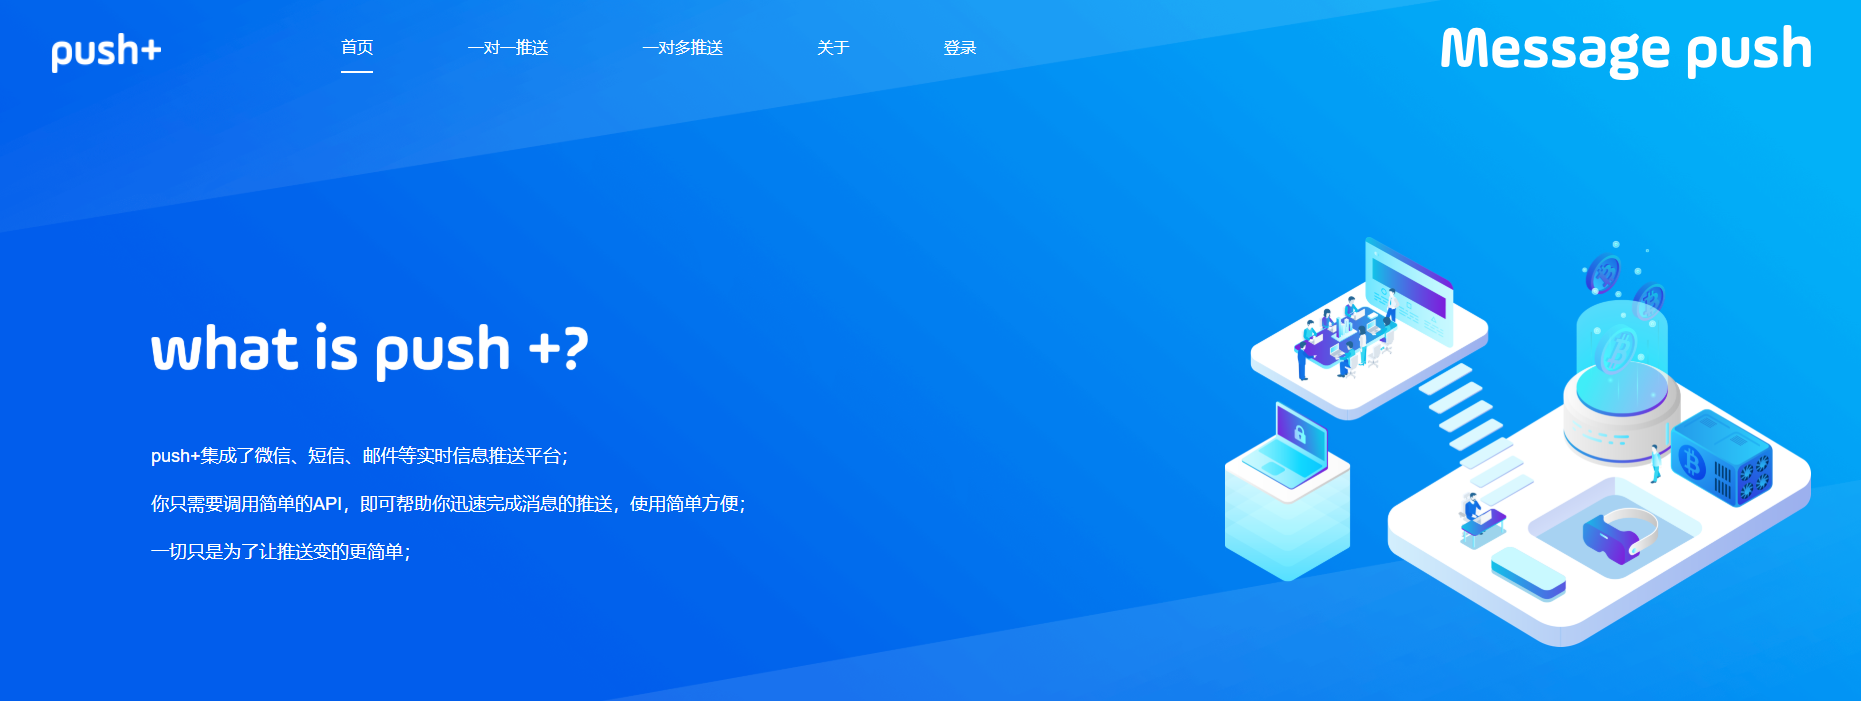 push+
首页
一对一推送
一对多推送
关于
登录
Message push
what is push +?
push+集成了微信、短信、邮件等实时信息推送平台；
你只需要调用简单的API，即可帮助你迅速完成消息的推送，使用简单方便；
一切只是为了让推送变的更简单；